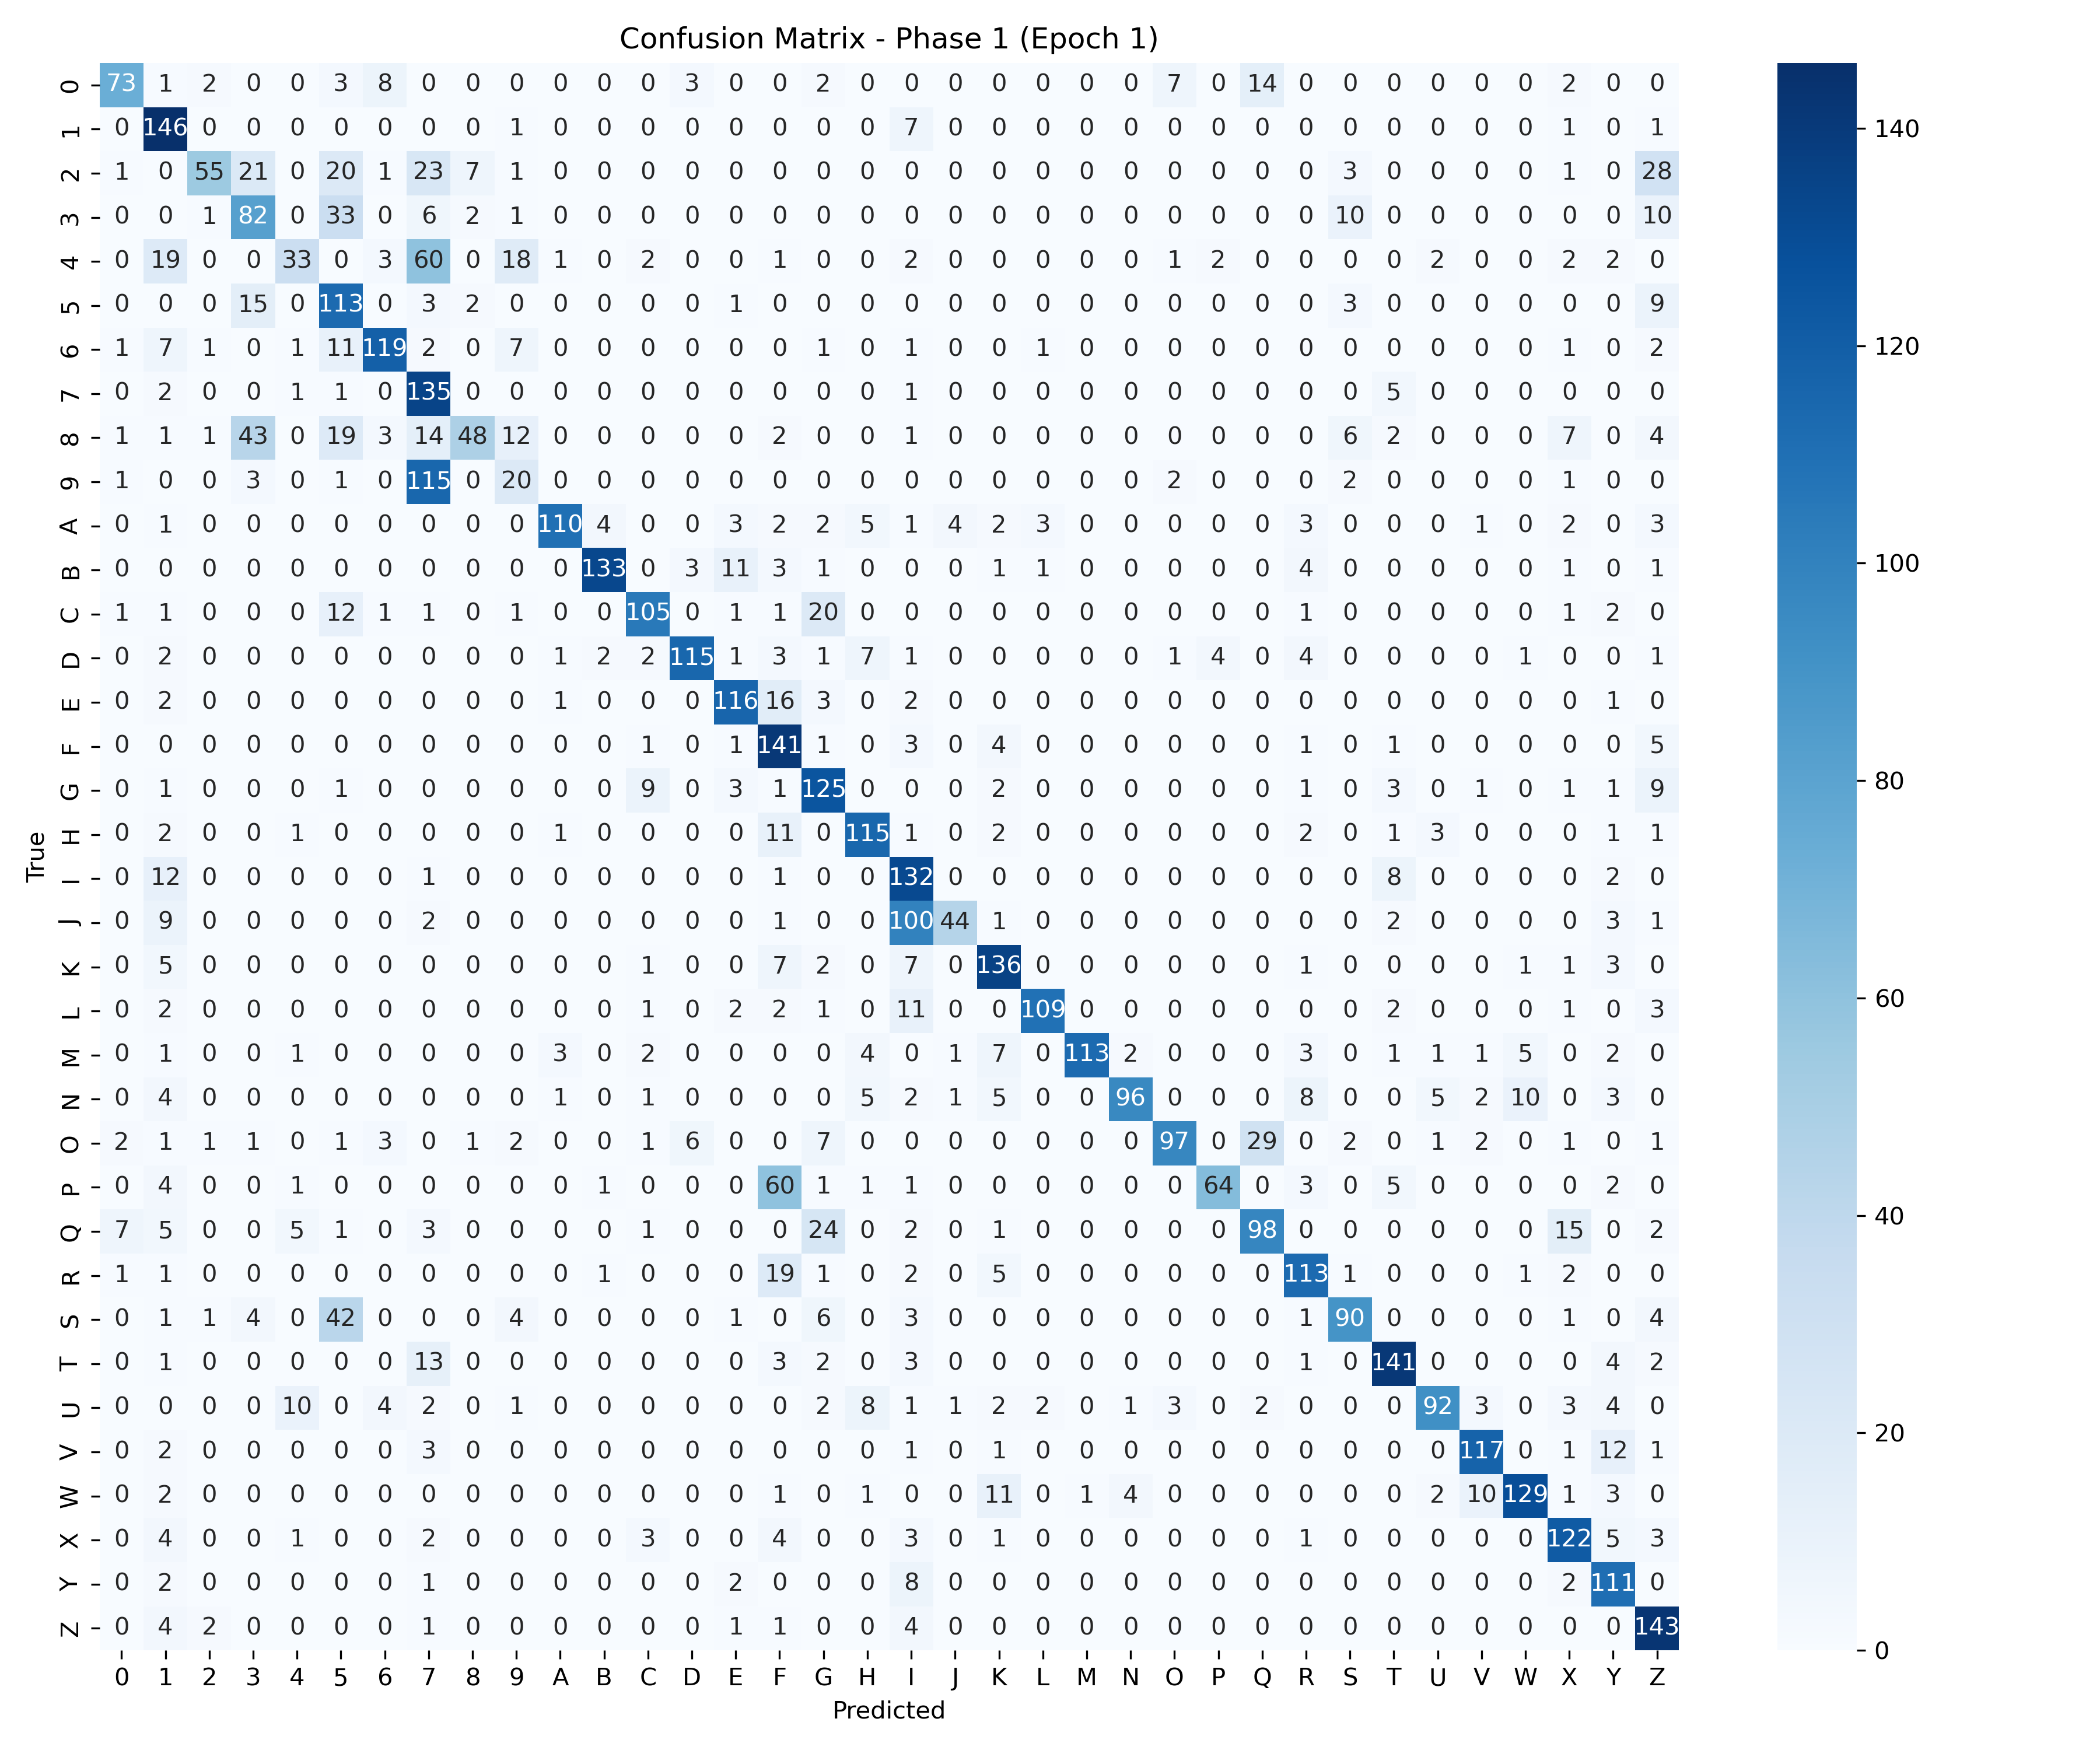 Confusion Matrix - Phase 1 (Epoch 1)
0 73 1 2 0 0 3 8 0 0 0 0 0 0 3 0 0 2 0 0 0 0 0 0 0 7 0 14 0 0 0 0 0 0 2 0 0
1 0 146 0 0 0 0 0 0 0 1 0 0 0 0 0 0 0 0 7 0 0 0 0 0 0 0 0 0 0 0 0 0 0 1 0 1
2 1 0 55 21 0 20 1 23 7 1 0 0 0 0 0 0 0 0 0 0 0 0 0 0 0 0 0 0 3 0 0 0 0 1 0 28
3 0 0 1 82 0 33 0 6 2 1 0 0 0 0 0 0 0 0 0 0 0 0 0 0 0 0 0 0 10 0 0 0 0 0 0 10
4 0 19 0 0 33 0 3 60 0 18 1 0 2 0 0 1 0 0 2 0 0 0 0 0 1 2 0 0 0 0 2 0 0 2 2 0
5 0 0 0 15 0 113 0 3 2 0 0 0 0 0 1 0 0 0 0 0 0 0 0 0 0 0 0 0 3 0 0 0 0 0 0 9
6 1 7 1 0 1 11 119 2 0 7 0 0 0 0 0 0 1 0 1 0 0 1 0 0 0 0 0 0 0 0 0 0 0 1 0 2
7 0 2 0 0 1 1 0 135 0 0 0 0 0 0 0 0 0 0 1 0 0 0 0 0 0 0 0 0 0 5 0 0 0 0 0 0
8 1 1 1 43 0 19 3 14 48 12 0 0 0 0 0 2 0 0 1 0 0 0 0 0 0 0 0 0 6 2 0 0 0 7 0 4
9 1 0 0 3 0 1 0 115 0 20 0 0 0 0 0 0 0 0 0 0 0 0 0 0 2 0 0 0 2 0 0 0 0 1 0 0
A 0 1 0 0 0 0 0 0 0 0 110 4 0 0 3 2 2 5 1 4 2 3 0 0 0 0 0 3 0 0 0 1 0 2 0 3
B 0 0 0 0 0 0 0 0 0 0 0 133 0 3 11 3 1 0 0 0 1 1 0 0 0 0 0 4 0 0 0 0 0 1 0 1
C 1 1 0 0 0 12 1 1 0 1 0 0 105 0 1 1 20 0 0 0 0 0 0 0 0 0 0 1 0 0 0 0 0 1 2 0
D 0 2 0 0 0 0 0 0 0 0 1 2 2 115 1 3 1 7 1 0 0 0 0 0 1 4 0 4 0 0 0 0 1 0 0 1
E 0 2 0 0 0 0 0 0 0 0 1 0 0 0 116 16 3 0 2 0 0 0 0 0 0 0 0 0 0 0 0 0 0 0 1 0
F 0 0 0 0 0 0 0 0 0 0 0 0 1 0 1 141 1 0 3 0 4 0 0 0 0 0 0 1 0 1 0 0 0 0 0 5
G 0 1 0 0 0 1 0 0 0 0 0 0 9 0 3 1 125 0 0 0 2 0 0 0 0 0 0 1 0 3 0 1 0 1 1 9
True
H 0 2 0 0 1 0 0 0 0 0 1 0 0 0 0 11 0 115 1 0 2 0 0 0 0 0 0 2 0 1 3 0 0 0 1 1
I 0 12 0 0 0 0 0 1 0 0 0 0 0 0 0 1 0 0 132 0 0 0 0 0 0 0 0 0 0 8 0 0 0 0 2 0
J 0 9 0 0 0 0 0 2 0 0 0 0 0 0 0 1 0 0 100 44 1 0 0 0 0 0 0 0 0 2 0 0 0 0 3 1
K 0 5 0 0 0 0 0 0 0 0 0 0 1 0 0 7 2 0 7 0 136 0 0 0 0 0 0 1 0 0 0 0 1 1 3 0
L 0 2 0 0 0 0 0 0 0 0 0 0 1 0 2 2 1 0 11 0 0 109 0 0 0 0 0 0 0 2 0 0 0 1 0 3
M 0 1 0 0 1 0 0 0 0 0 3 0 2 0 0 0 0 4 0 1 7 0 113 2 0 0 0 3 0 1 1 1 5 0 2 0
N 0 4 0 0 0 0 0 0 0 0 1 0 1 0 0 0 0 5 2 1 5 0 0 96 0 0 0 8 0 0 5 2 10 0 3 0
O 2 1 1 1 0 1 3 0 1 2 0 0 1 6 0 0 7 0 0 0 0 0 0 0 97 0 29 0 2 0 1 2 0 1 0 1
P 0 4 0 0 1 0 0 0 0 0 0 1 0 0 0 60 1 1 1 0 0 0 0 0 0 64 0 3 0 5 0 0 0 0 2 0
Q 7 5 0 0 5 1 0 3 0 0 0 0 1 0 0 0 24 0 2 0 1 0 0 0 0 0 98 0 0 0 0 0 0 15 0 2
R 1 1 0 0 0 0 0 0 0 0 0 1 0 0 0 19 1 0 2 0 5 0 0 0 0 0 0 113 1 0 0 0 1 2 0 0
S 0 1 1 4 0 42 0 0 0 4 0 0 0 0 1 0 6 0 3 0 0 0 0 0 0 0 0 1 90 0 0 0 0 1 0 4
T 0 1 0 0 0 0 0 13 0 0 0 0 0 0 0 3 2 0 3 0 0 0 0 0 0 0 0 1 0 141 0 0 0 0 4 2
U 0 0 0 0 10 0 4 2 0 1 0 0 0 0 0 0 2 8 1 1 2 2 0 1 3 0 2 0 0 0 92 3 0 3 4 0
V 0 2 0 0 0 0 0 3 0 0 0 0 0 0 0 0 0 0 1 0 1 0 0 0 0 0 0 0 0 0 0 117 0 1 12 1
W 0 2 0 0 0 0 0 0 0 0 0 0 0 0 0 1 0 1 0 0 11 0 1 4 0 0 0 0 0 0 2 10 129 1 3 0
X 0 4 0 0 1 0 0 2 0 0 0 0 3 0 0 4 0 0 3 0 1 0 0 0 0 0 0 1 0 0 0 0 0 122 5 3
Y 0 2 0 0 0 0 0 1 0 0 0 0 0 0 2 0 0 0 8 0 0 0 0 0 0 0 0 0 0 0 0 0 0 2 111 0
Z 0 4 2 0 0 0 0 1 0 0 0 0 0 0 1 1 0 0 4 0 0 0 0 0 0 0 0 0 0 0 0 0 0 0 0 143
0 1 2 3 4 5 6 7 8 9 A B C D E F G H I J K L M N O P Q R S T U V W X Y Z
Predicted
140
120
100
80
60
40
20
0